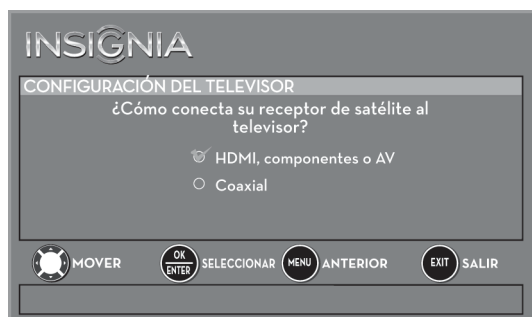 INSIGNIA
CONFIGURACIÓN DEL TELEVISOR
¿Cómo conecta su receptor de satélite al
televisor?
HDMI, componentes o AV
Coaxial
MOVER
OK
ENTER
SELECCIONAR
MENU
ANTERIOR
EXIT
SALIR